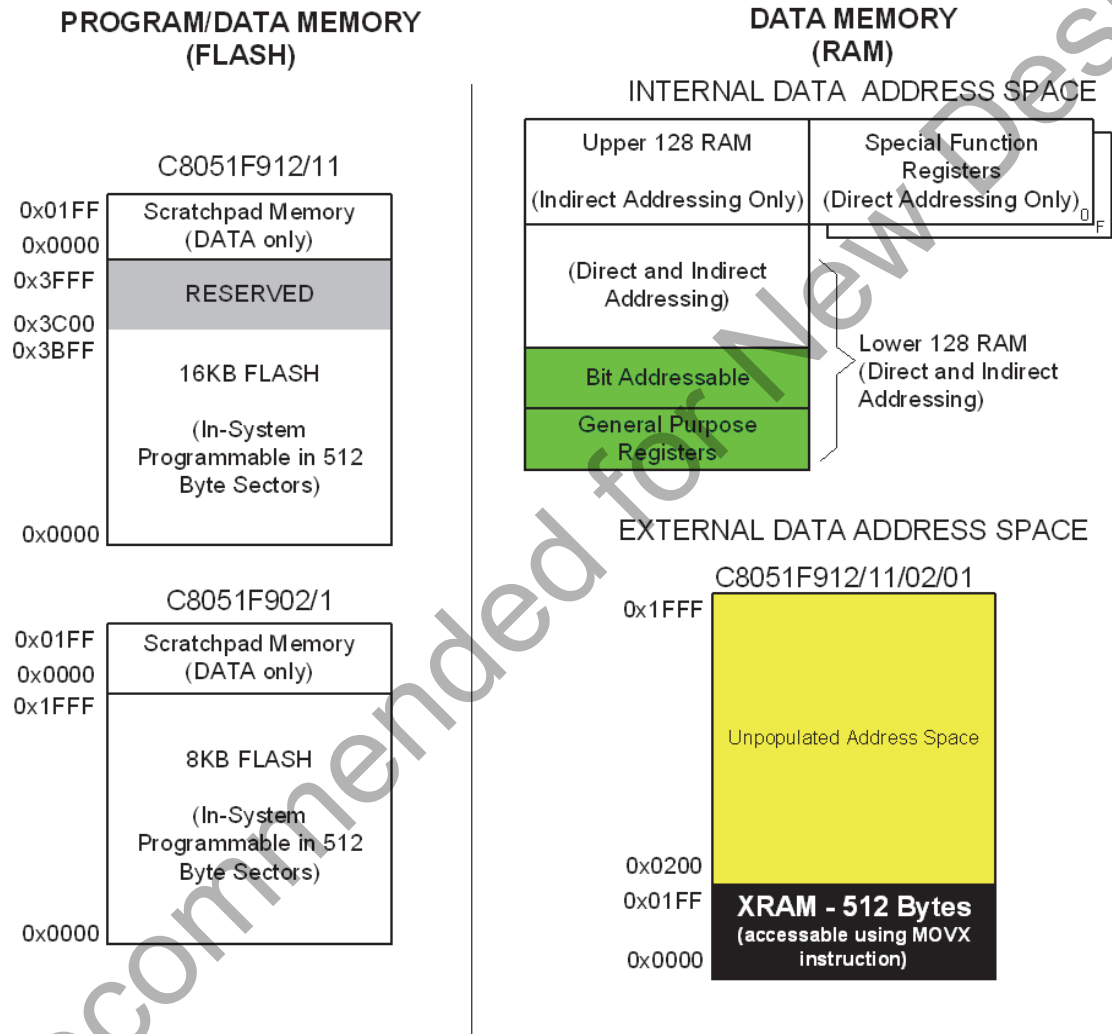 PROGRAM/DATA MEMORY
(FLASH)
C8051F912/11
0x01FF
Scratchpad Memory
(DATA only)
0x0000
0x3FFF
RESERVED
0x3C00
0x3BFF
16KB FLASH
(In-System
Programmable in 512
Byte Sectors)
0x0000
C8051F902/1
0x01FF
Scratchpad Memory
(DATA only)
0x0000
0x1FFF
8KB FLASH
(In-System
Programmable in 512
Byte Sectors)
0x0000
DATA MEMORY
(RAM)
INTERNAL DATA ADDRESS SPACE
Upper 128 RAM
(Indirect Addressing Only)
Special Function
Registers
(Direct Addressing Only)
0
F
(Direct and Indirect
Addressing)
Bit Addressable
General Purpose
Registers
Lower 128 RAM
(Direct and Indirect
Addressing)
EXTERNAL DATA ADDRESS SPACE
C8051F912/11/02/01
0x1FFF
Unpopulated Address Space
0x0200
0x01FF
XRAM - 512 Bytes
(accessable using MOVX
instruction)
0x0000
ecommended for New Des